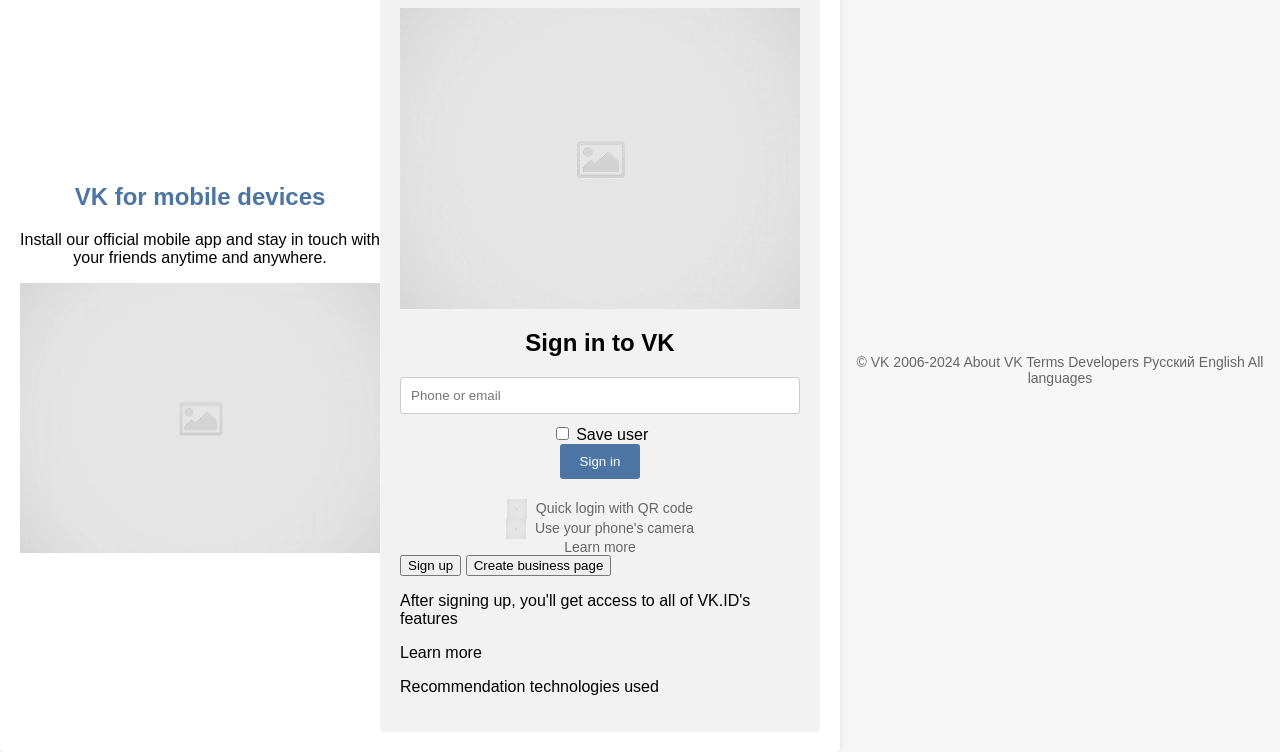 VK for mobile devices
Install our official mobile app and stay in touch with
your friends anytime and anywhere.
Sign in to VK
Phone or email
Save user
Sign in
Quick login with QR code
Use your phone's camera
Learn more
Sign up Create business page
After signing up, you'll get access to all of VK.ID's
features
Learn more
Recommendation technologies used
© VK 2006-2024 About VK Terms Developers Русский English All
languages